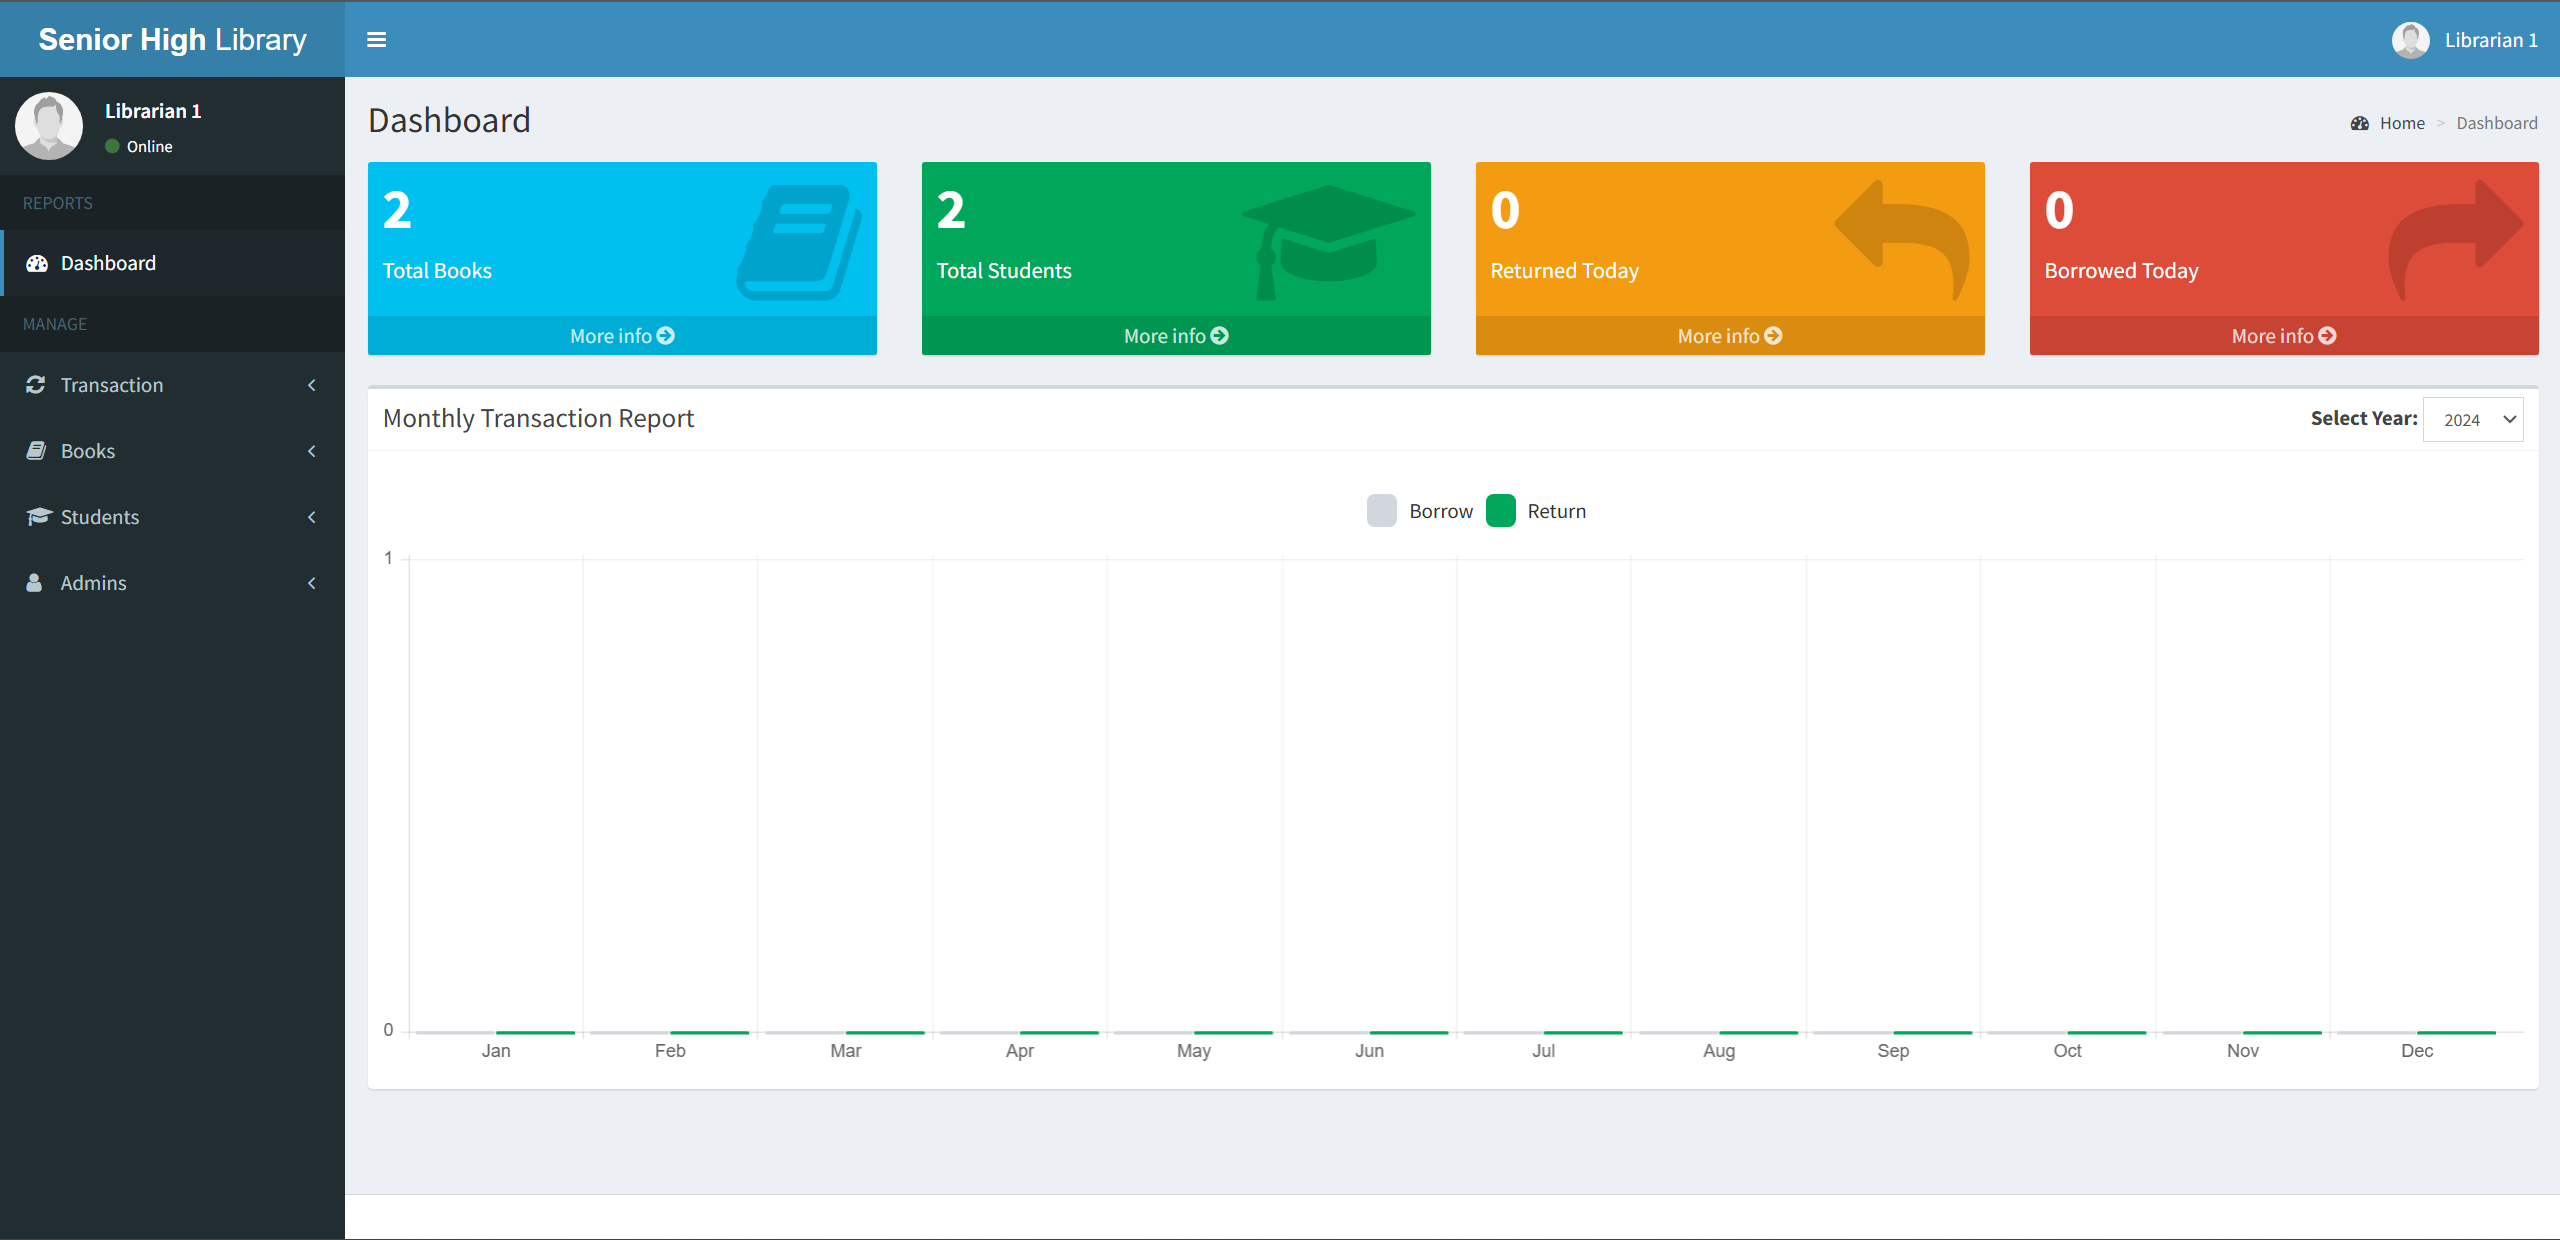 Senior High Library
Librarian 1
Librarian 1
Online
REPORTS
Dashboard
MANAGE
Transaction
Books
Students
Admins
Dashboard
Home > Dashboard
2
Total Books
More info
2
Total Students
More info
0
Returned Today
More info
0
Borrowed Today
More info
Monthly Transaction Report
Select Year: 2024
Borrow Return
1
0
Jan Feb Mar Apr May Jun Jul Aug Sep Oct Nov Dec